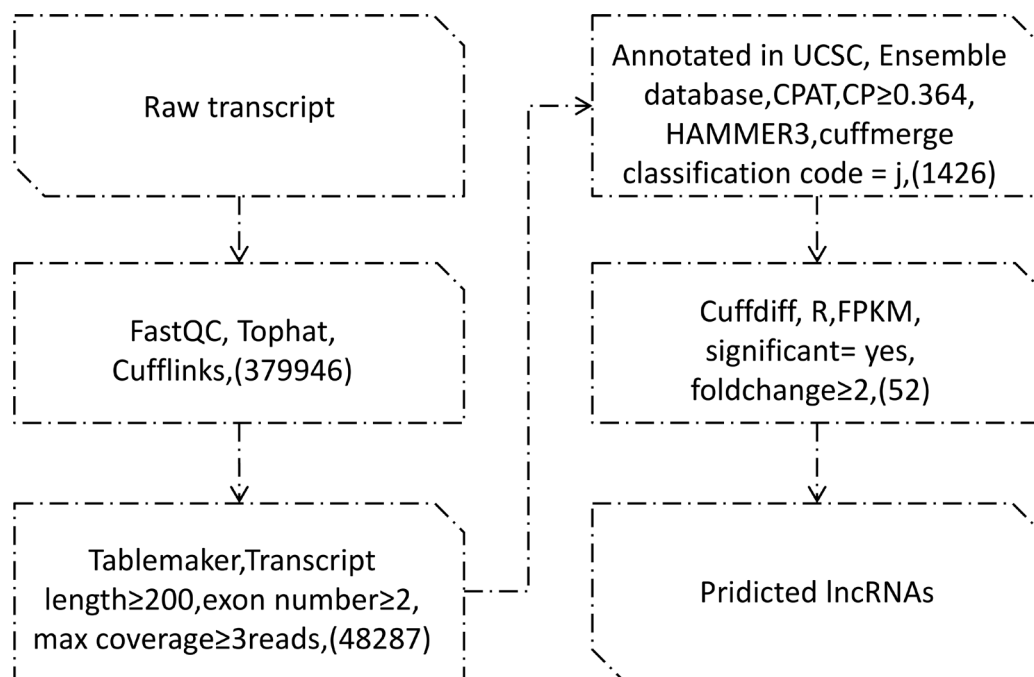 Raw transcript
FastQC, Tophat,
Cufflinks,(379946)
Tablemaker,Transcript
length≥200,exon number≥2,
max coverage≥3reads,(48287)
Annotated in UCSC, Ensemble
database,CPAT,CP≥0.364,
HAMMER3,cuffmerge
classification code = j,(1426)
Cuffdiff, R,FPKM,
significant= yes,
foldchange≥2,(52)
Pridicted lncRNAs